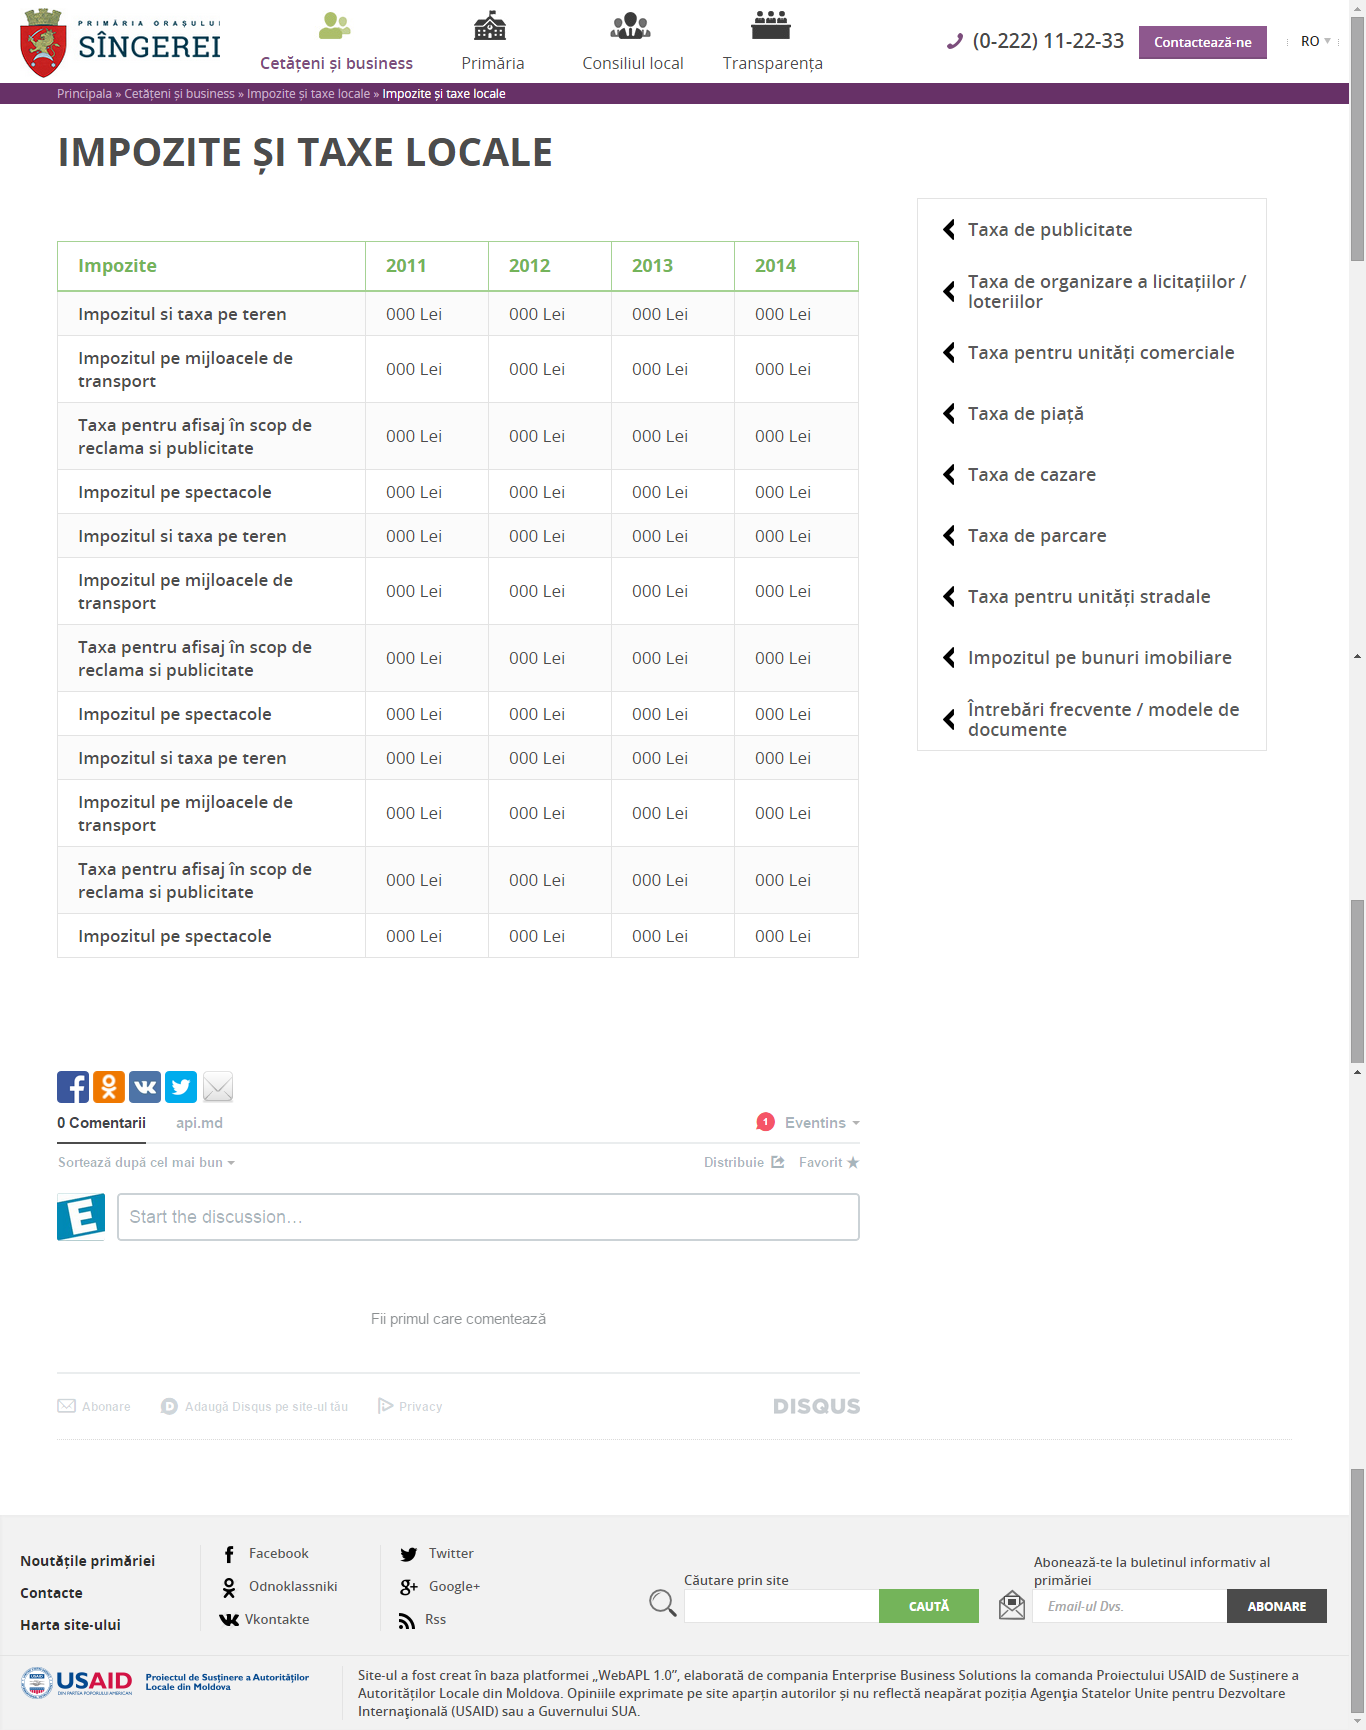 PRIMĂRIA ORAȘULUI
SÎNGEREI
Cetățeni și business
Primăria
Consiliul local
Transparența
(0-222) 11-22-33
Contactează-ne
RO
Principala » Cetățeni și business » Impozite și taxe locale » Impozite și taxe locale
IMPOZITE ȘI TAXE LOCALE
Impozite 2011 2012 2013 2014
Impozitul si taxa pe teren 000 Lei 000 Lei 000 Lei 000 Lei
Impozitul pe mijloacele de
transport 000 Lei 000 Lei 000 Lei 000 Lei
Taxa pentru afisaj în scop de
reclama si publicitate 000 Lei 000 Lei 000 Lei 000 Lei
Impozitul pe spectacole 000 Lei 000 Lei 000 Lei 000 Lei
Impozitul si taxa pe teren 000 Lei 000 Lei 000 Lei 000 Lei
Impozitul pe mijloacele de
transport 000 Lei 000 Lei 000 Lei 000 Lei
Taxa pentru afisaj în scop de
reclama si publicitate 000 Lei 000 Lei 000 Lei 000 Lei
Impozitul pe spectacole 000 Lei 000 Lei 000 Lei 000 Lei
Impozitul si taxa pe teren 000 Lei 000 Lei 000 Lei 000 Lei
Impozitul pe mijloacele de
transport 000 Lei 000 Lei 000 Lei 000 Lei
Taxa pentru afisaj în scop de
reclama si publicitate 000 Lei 000 Lei 000 Lei 000 Lei
Impozitul pe spectacole 000 Lei 000 Lei 000 Lei 000 Lei
Taxa de publicitate
Taxa de organizare a licitațiilor /
loteriilor
Taxa pentru unități comerciale
Taxa de piață
Taxa de cazare
Taxa de parcare
Taxa pentru unități stradale
Impozitul pe bunuri imobiliare
Întrebări frecvente / modele de
documente
0 Comentarii api.md 1 Eventins
Sortează după cel mai bun Distribuie Favorit
Start the discussion...
Fii primul care comentează
Abonare Adaugă Disqus pe site-ul tău Privacy DISQUS
Noutățile primăriei
Contacte
Harta site-ului
Facebook
Odnoklassniki
Vkontakte
Twitter
Google+
Rss
Căutare prin site
CAUTĂ
Abonează-te la buletinul informativ al
primăriei
Email-ul Dvs.
ABONARE
USAID
DIN PARTEA POPORULUI AMERICAN
Proiectul de Susținere a Autorităților
Locale din Moldova
Site-ul a fost creat în baza platformei „WebAPL 1.0”, elaborată de compania Enterprise Business Solutions la comanda Proiectului USAID de Susținere a
Autorităților Locale din Moldova. Opiniile exprimate pe site aparțin autorilor și nu reflectă neapărat poziția Agenția Statelor Unite pentru Dezvoltare
Internațională (USAID) sau a Guvernului SUA.